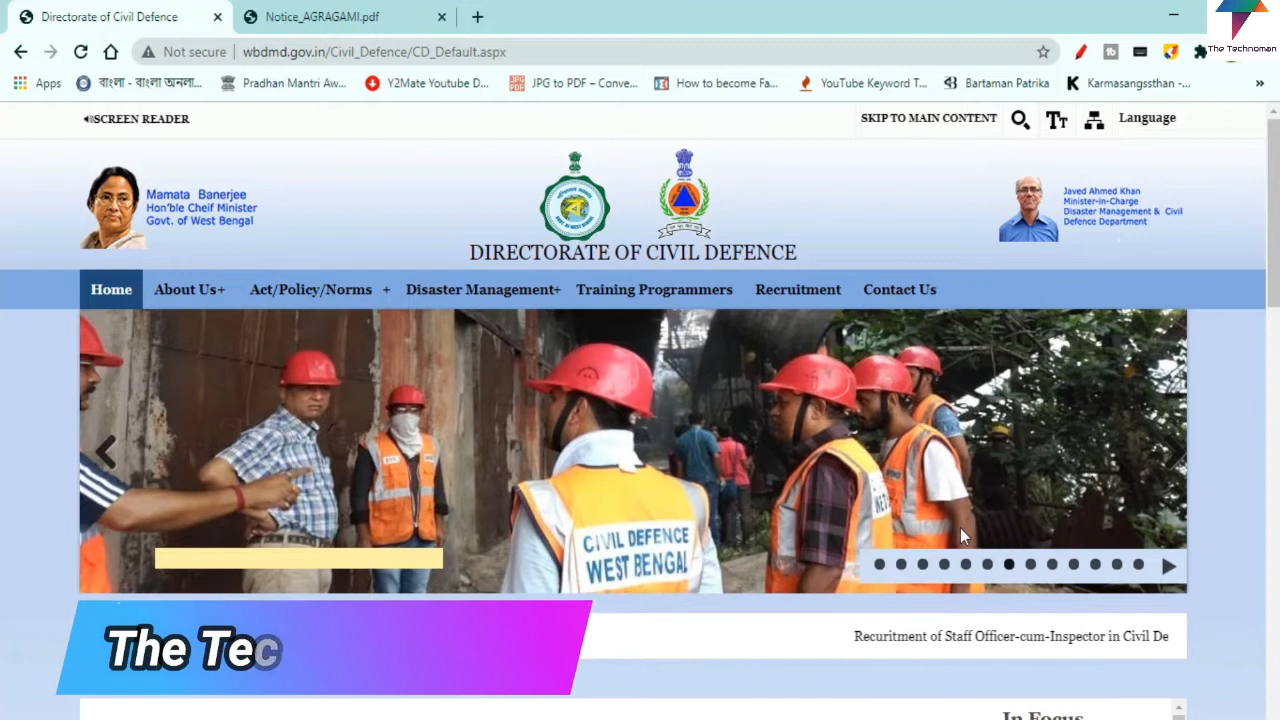 Directorate of Civil Defence
Notice_AGRAGAMI.pdf
Not secure
wbdmd.gov.in/Civil_Defence/CD_Default.aspx
The Technoman
Apps
বাংলা - বাংলা অনলা...
Pradhan Mantri Aw...
Y2Mate Youtube D...
JPG to PDF – Conve...
How to become Fa...
YouTube Keyword T...
Bartaman Patrika
Karmasangssthan -...
»
SCREEN READER
SKIP TO MAIN CONTENT
Language
Mamata Banerjee
Hon'ble Cheif Minister
Govt. of West Bengal
Javed Ahmed Khan
Minister-in-Charge
Disaster Management & Civil
Defence Department
DIRECTORATE OF CIVIL DEFENCE
Home
About Us+
Act/Policy/Norms +
Disaster Management+
Training Programmers
Recruitment
Contact Us
CIVIL DEFENCE
WEST BENGAL
The Tec
Recuritment of Staff Officer-cum-Inspector in Civil De
In Focus